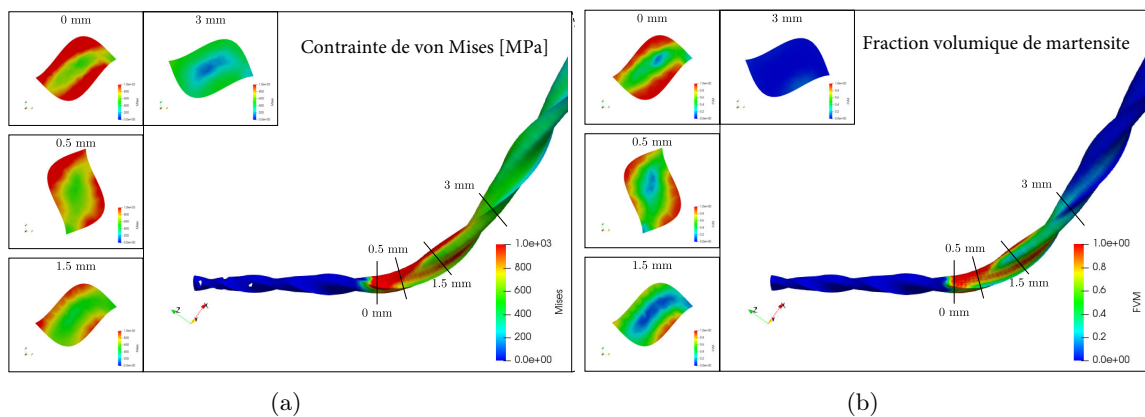 0 mm
3 mm
Contrainte de von Mises [MPa]
0.5 mm
1.5 mm
3 mm
0.5 mm
1.5 mm
0 mm
1.0e+03
800
600
400
200
0.0e+00
Mises
Z
X
(a)
0 mm
3 mm
Fraction volumique de martensite
0.5 mm
1.5 mm
3 mm
0.5 mm
1.5 mm
0 mm
1.0e+00
0.8
0.6
0.4
0.2
0.0e+00
FVM
Z
X
(b)